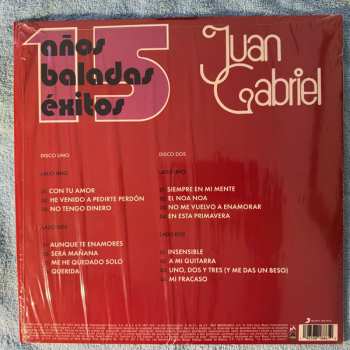 15
años
baladas
éxitos
Juan
Gabriel
DISCO UNO
LADO UNO
CON TU AMOR
HE VENIDO A PEDIRTE PERDÓN
NO TENGO DINERO
LADO DOS
AUNQUE TE ENAMORES
SERÁ MAÑANA
ME HE QUEDADO SOLO
QUERIDA
DISCO DOS
LADO UNO
SIEMPRE EN MI MENTE
EL NOA NOA
NO ME VUELVO A ENAMORAR
EN ESTA PRIMAVERA
LADO DOS
INSENSIBLE
A MI GUITARRA
UNO, DOS Y TRES (Y ME DAS UN BESO)
MI FRACASO